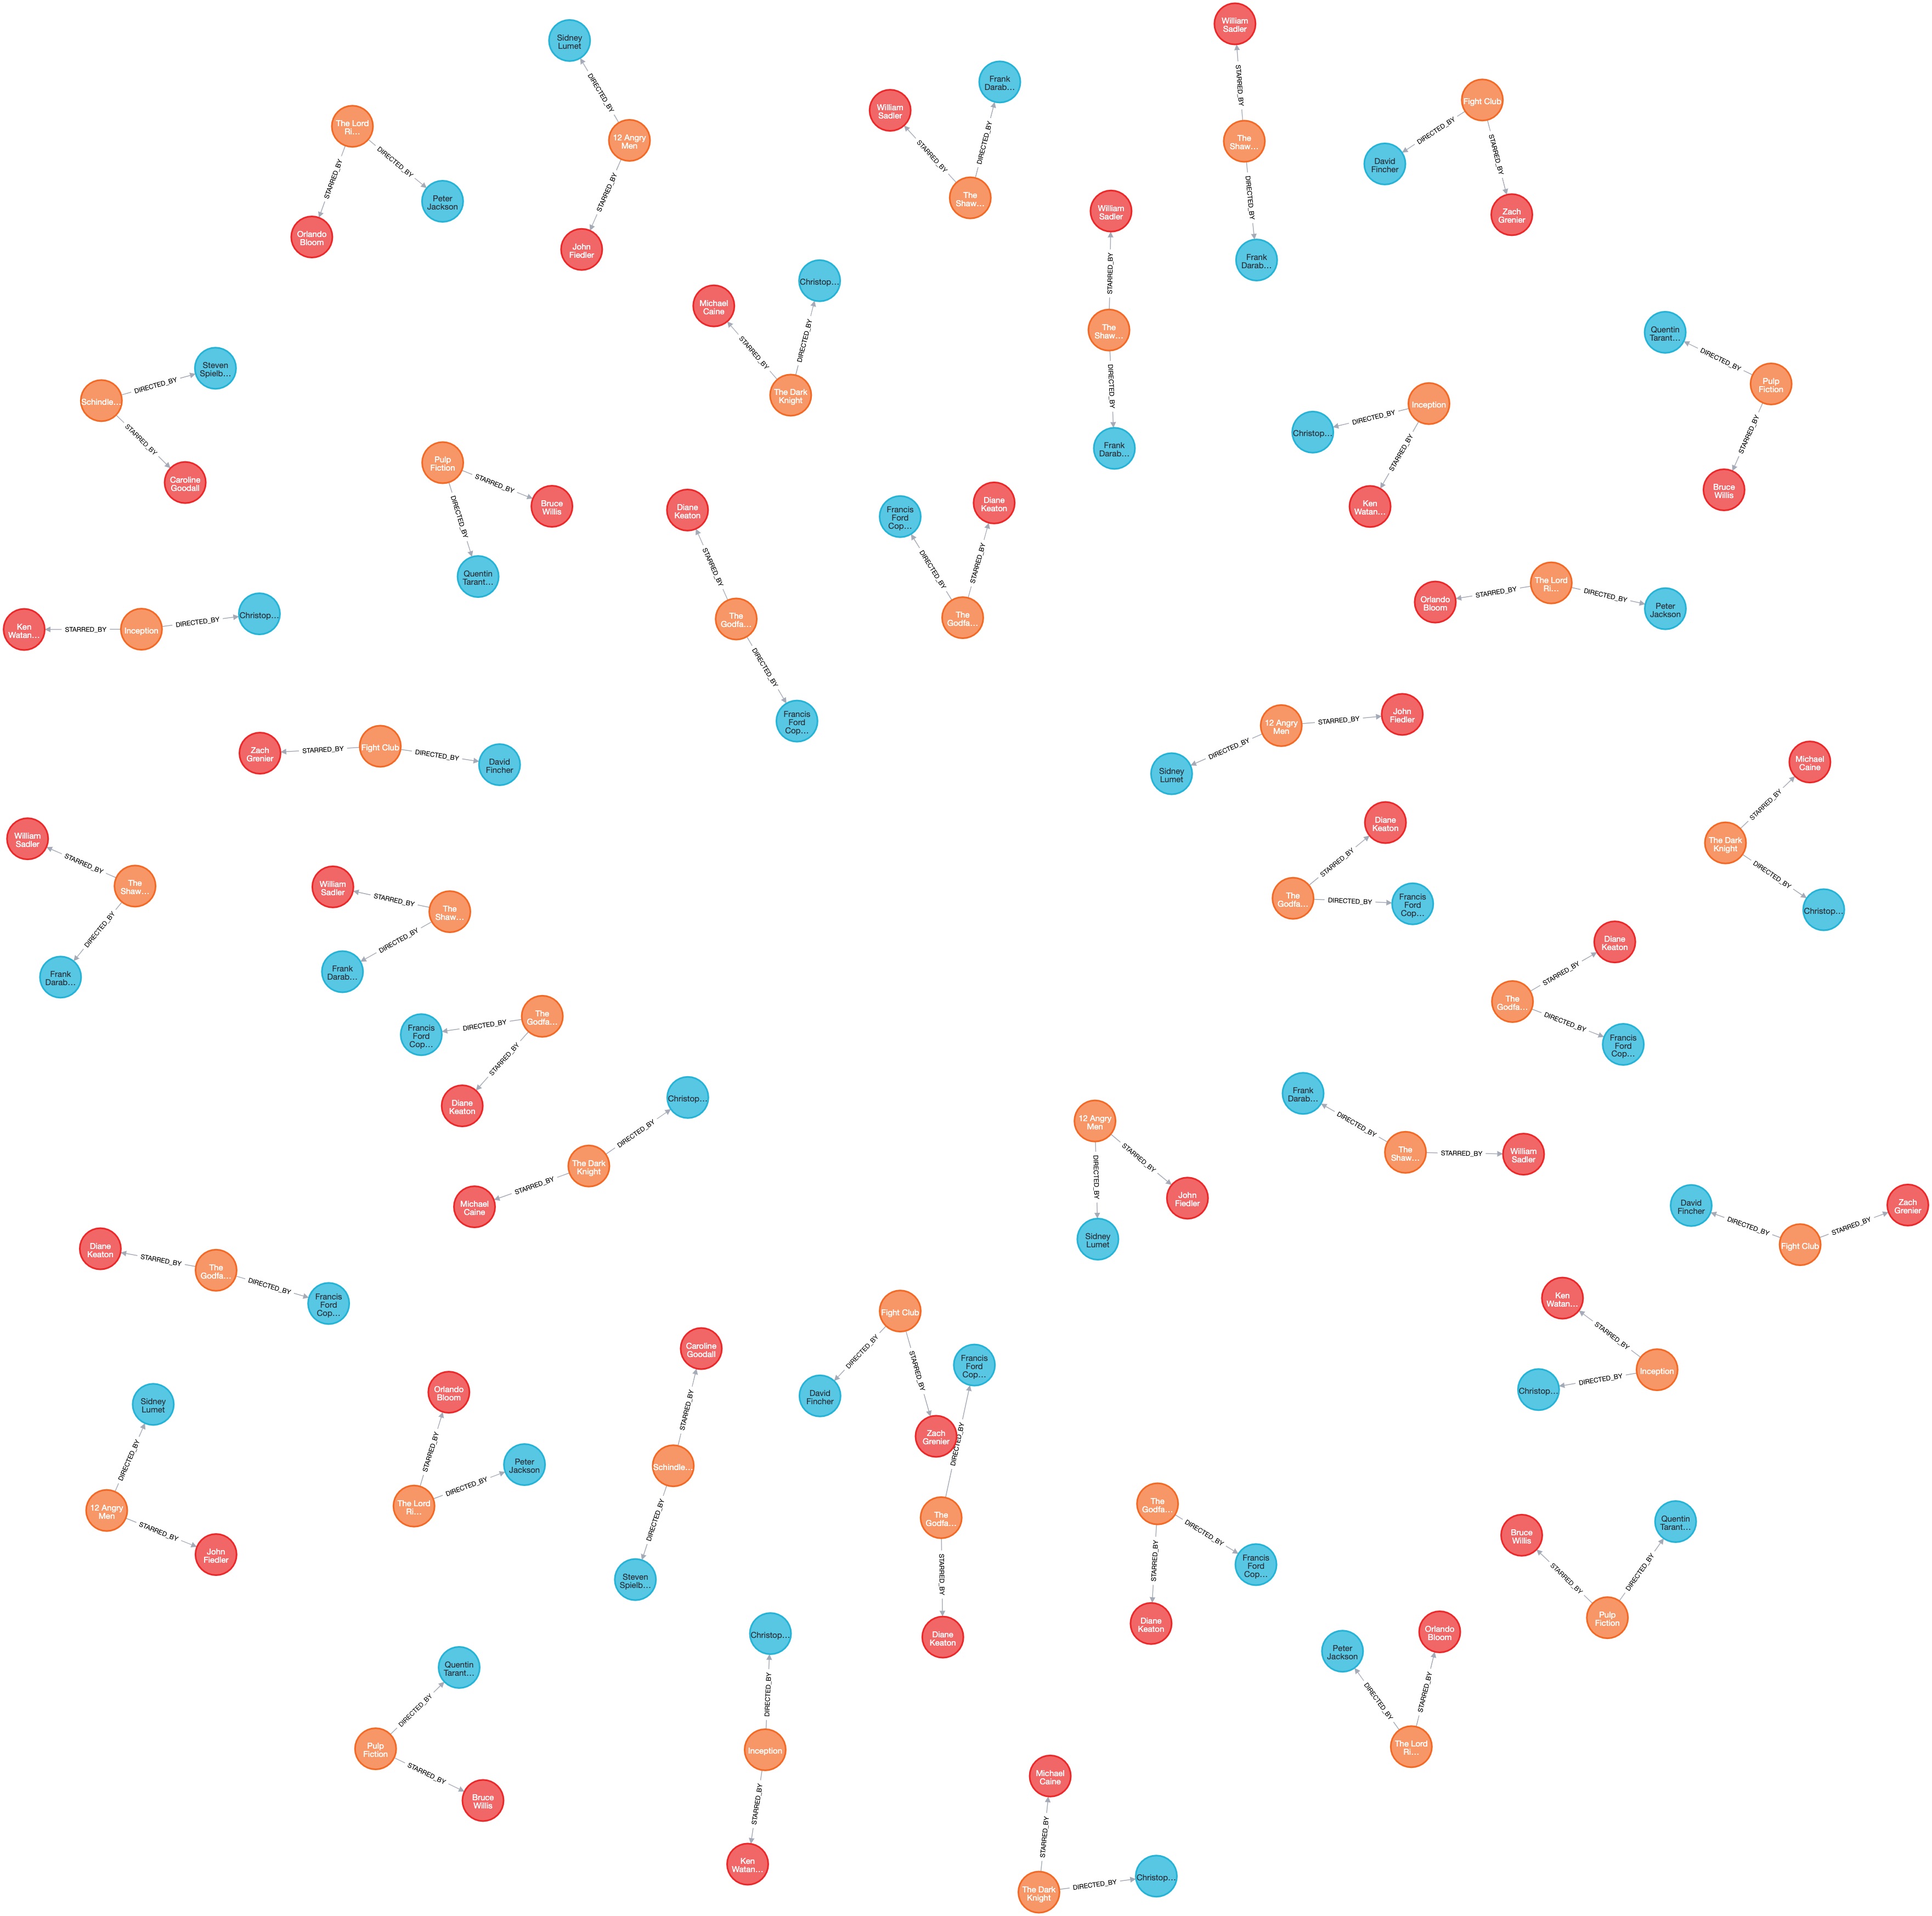 William
Sadler
STARRED_BY
The
Shaw…
DIRECTED_BY
Frank
Darab…
Sidney
Lumet
DIRECTED_BY
12 Angry
Men
STARRED_BY
John
Fiedler
The Lord
Ri…
STARRED_BY
DIRECTED_BY
Orlando
Bloom
Peter
Jackson
William
Sadler
Frank
Darab…
STARRED_BY
DIRECTED_BY
The
Shaw…
Fight Club
DIRECTED_BY
STARRED_BY
David
Fincher
Zach
Grenier
William
Sadler
STARRED_BY
The
Shaw…
DIRECTED_BY
Frank
Darab…
Michael
Caine
Christop…
STARRED_BY
DIRECTED_BY
The Dark
Knight
Quentin
Tarant…
DIRECTED_BY
Pulp
Fiction
STARRED_BY
Bruce
Willis
Schindle…
DIRECTED_BY
Steven
Spielb…
STARRED_BY
Caroline
Goodall
Inception
DIRECTED_BY
Christop…
STARRED_BY
Ken
Watan…
Pulp
Fiction
STARRED_BY
Bruce
Willis
DIRECTED_BY
Quentin
Tarant…
Diane
Keaton
STARRED_BY
The
Godfa…
DIRECTED_BY
Francis
Ford
Cop…
Francis
Ford
Cop…
Diane
Keaton
DIRECTED_BY
STARRED_BY
The
Godfa…
Orlando
Bloom
STARRED_BY
The Lord
Ri…
DIRECTED_BY
Peter
Jackson
Ken
Watan…
STARRED_BY
Inception
DIRECTED_BY
Christop…
Zach
Grenier
STARRED_BY
Fight Club
DIRECTED_BY
David
Fincher
12 Angry
Men
STARRED_BY
John
Fiedler
DIRECTED_BY
Sidney
Lumet
Michael
Caine
STARRED_BY
The Dark
Knight
DIRECTED_BY
Christop…
Diane
Keaton
STARRED_BY
The
Godfa…
DIRECTED_BY
Francis
Ford
Cop…
William
Sadler
STARRED_BY
The
Shaw…
DIRECTED_BY
Frank
Darab…
William
Sadler
STARRED_BY
The
Shaw…
DIRECTED_BY
Frank
Darab…
Diane
Keaton
STARRED_BY
The
Godfa…
DIRECTED_BY
Francis
Ford
Cop…
Francis
Ford
Cop…
DIRECTED_BY
The
Godfa…
STARRED_BY
Diane
Keaton
Christop…
DIRECTED_BY
The Dark
Knight
STARRED_BY
Michael
Caine
12 Angry
Men
DIRECTED_BY
STARRED_BY
John
Fiedler
Sidney
Lumet
Frank
Darab…
DIRECTED_BY
The
Shaw…
STARRED_BY
William
Sadler
David
Fincher
DIRECTED_BY
Fight Club
STARRED_BY
Zach
Grenier
Diane
Keaton
STARRED_BY
The
Godfa…
DIRECTED_BY
Francis
Ford
Cop…
Ken
Watan…
STARRED_BY
Inception
DIRECTED_BY
Christop…
Fight Club
DIRECTED_BY
STARRED_BY
David
Fincher
Zach
Grenier
Francis
Ford
Cop…
DIRECTED_BY
The
Godfa…
STARRED_BY
Diane
Keaton
Caroline
Goodall
STARRED_BY
Schindle…
DIRECTED_BY
Steven
Spielb…
Orlando
Bloom
STARRED_BY
The Lord
Ri…
DIRECTED_BY
Peter
Jackson
Sidney
Lumet
DIRECTED_BY
12 Angry
Men
STARRED_BY
John
Fiedler
The
Godfa…
DIRECTED_BY
Francis
Ford
Cop…
STARRED_BY
Diane
Keaton
Bruce
Willis
Quentin
Tarant…
STARRED_BY
DIRECTED_BY
Pulp
Fiction
Peter
Jackson
Orlando
Bloom
DIRECTED_BY
STARRED_BY
The Lord
Ri…
Quentin
Tarant…
DIRECTED_BY
Pulp
Fiction
STARRED_BY
Bruce
Willis
Christop…
DIRECTED_BY
Inception
STARRED_BY
Ken
Watan…
Michael
Caine
STARRED_BY
The Dark
Knight
DIRECTED_BY
Christop…